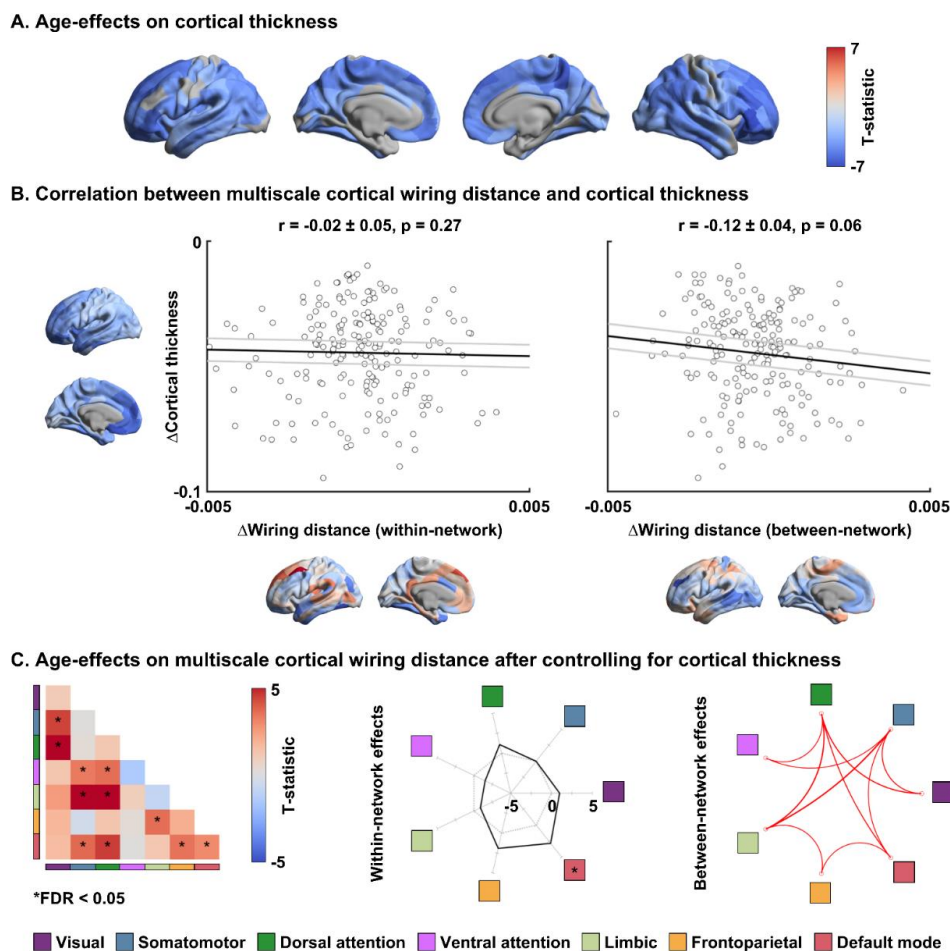 A. Age-effects on cortical thickness
7
T-statistic
-7
B. Correlation between multiscale cortical wiring distance and cortical thickness
r = -0.02 ± 0.05, p = 0.27
r = -0.12 ± 0.04, p = 0.06
0
ΔCortical thickness
-0.1
-0.005
0.005
-0.005
0.005
ΔWiring distance (within-network)
ΔWiring distance (between-network)
C. Age-effects on multiscale cortical wiring distance after controlling for cortical thickness
5
T-statistic
-5
*
*
* *
* *
*
* * * *
*FDR < 0.05
Within-network effects
-5 0 5
*
Between-network effects
Visual Somatomotor Dorsal attention Ventral attention Limbic Frontoparietal Default mode